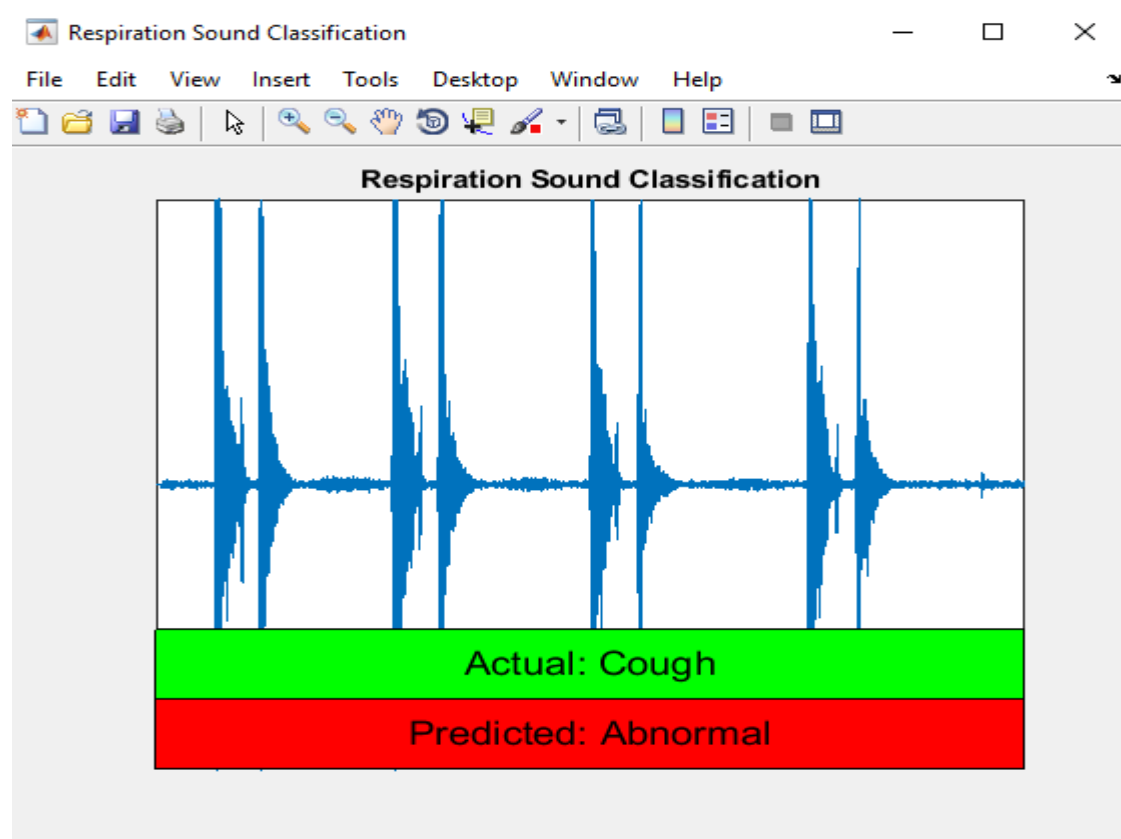 Respiration Sound Classification
File Edit View Insert Tools Desktop Window Help
Respiration Sound Classification
Actual: Cough
Predicted: Abnormal